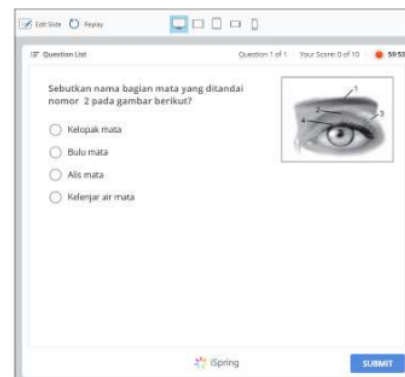 Edit Slide Replay
Question List Question 1 of 1 Your Score: 0 of 10 59:53
Sebutkan nama bagian mata yang ditandai
nomor 2 pada gambar berikut?
1
2
3
4
Kelopak mata
Bulu mata
Alis mata
Kelenjar air mata
iSpring
SUBMIT